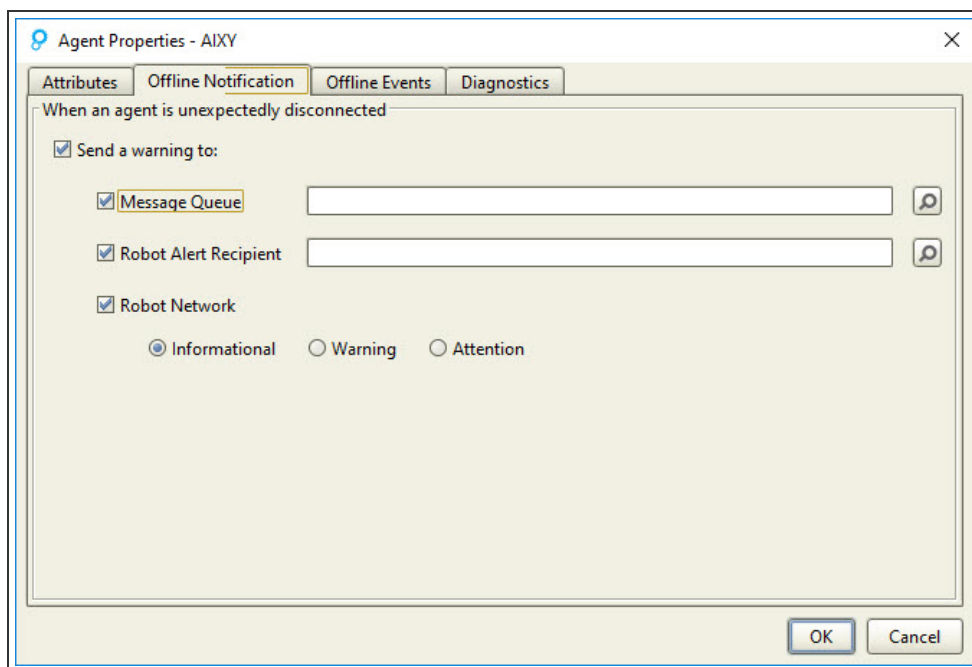 Agent Properties - AIXY
Attributes Offline Notification Offline Events Diagnostics
When an agent is unexpectedly disconnected
Send a warning to:
Message Queue
Robot Alert Recipient
Robot Network
Informational Warning Attention
OK Cancel